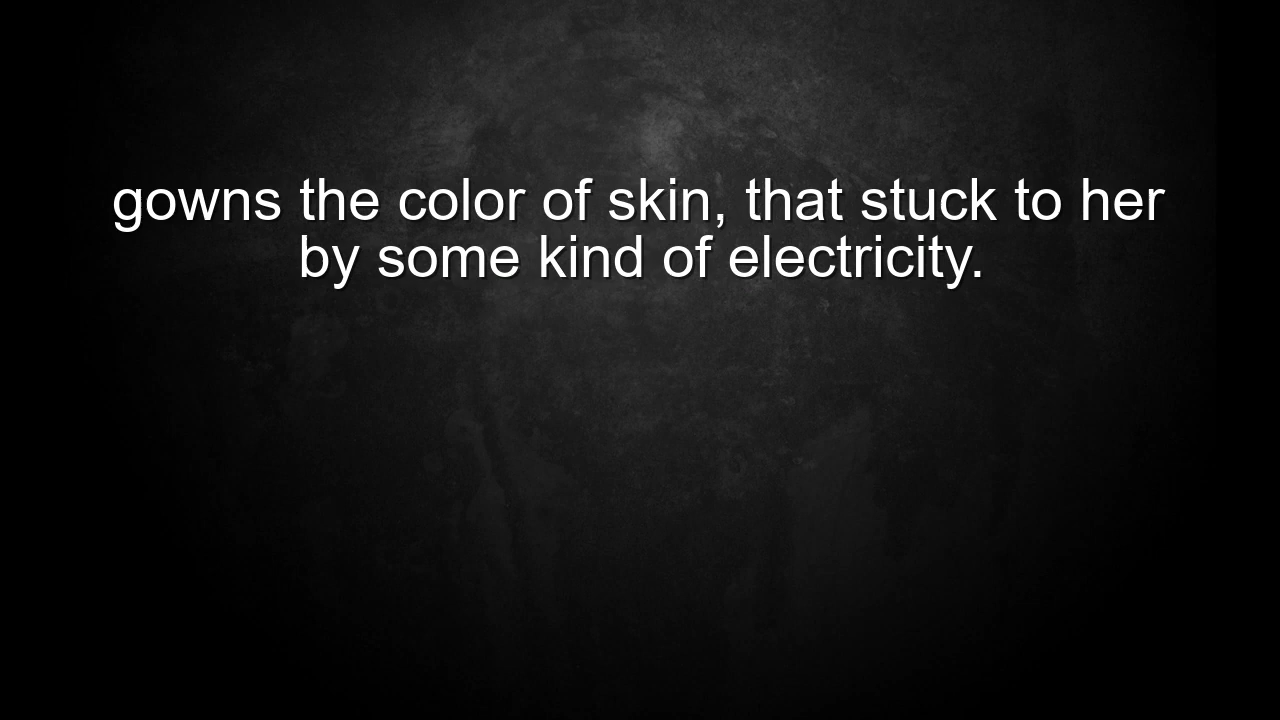 gowns the color of skin, that stuck to her
by some kind of electricity.